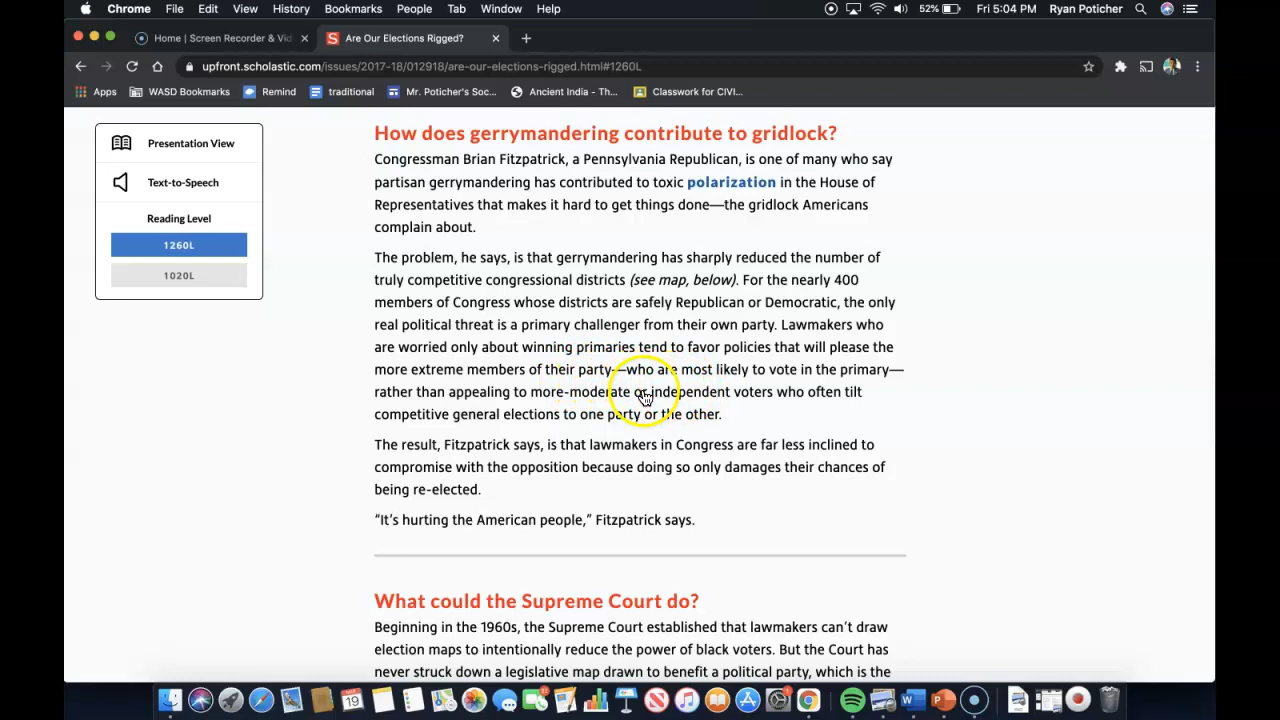 Chrome File Edit View History Bookmarks People Tab Window Help 52% Fri 5:04 PM Ryan Poticher
Home | Screen Recorder & Vid
Are Our Elections Rigged?
upfront.scholastic.com/issues/2017-18/012918/are-our-elections-rigged.html#1260L
Apps WASD Bookmarks Remind traditional Mr. Poticher's Soc... Ancient India - Th... Classwork for CIVI...
Presentation View
Text-to-Speech
Reading Level
1260L
1020L
How does gerrymandering contribute to gridlock?
Congressman Brian Fitzpatrick, a Pennsylvania Republican, is one of many who say
partisan gerrymandering has contributed to toxic polarization in the House of
Representatives that makes it hard to get things done—the gridlock Americans
complain about.
The problem, he says, is that gerrymandering has sharply reduced the number of
truly competitive congressional districts (see map, below). For the nearly 400
members of Congress whose districts are safely Republican or Democratic, the only
real political threat is a primary challenger from their own party. Lawmakers who
are worried only about winning primaries tend to favor policies that will please the
more extreme members of their party—who are most likely to vote in the primary—
rather than appealing to more-moderate or independent voters who often tilt
competitive general elections to one party or the other.
The result, Fitzpatrick says, is that lawmakers in Congress are far less inclined to
compromise with the opposition because doing so only damages their chances of
being re-elected.
“It’s hurting the American people,” Fitzpatrick says.
What could the Supreme Court do?
Beginning in the 1960s, the Supreme Court established that lawmakers can’t draw
election maps to intentionally reduce the power of black voters. But the Court has
never struck down a legislative map drawn to benefit a political party, which is the